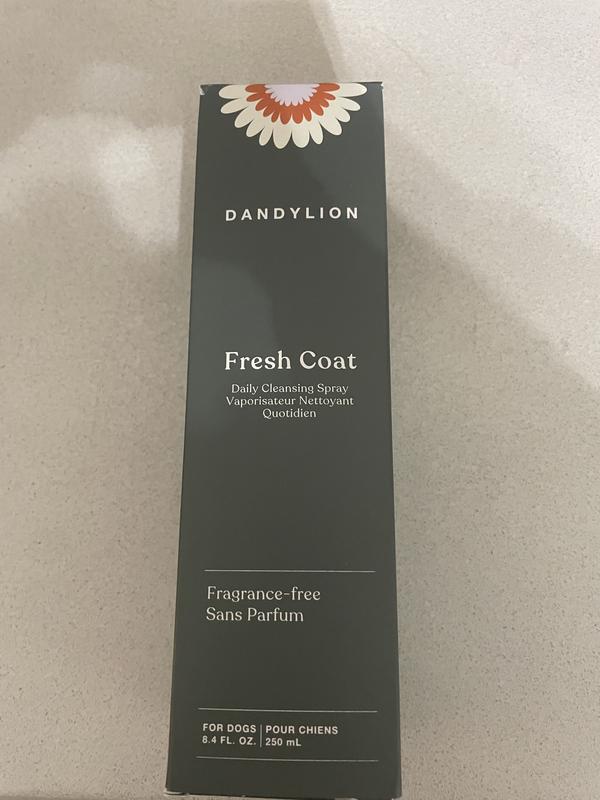 DANDYLION
Fresh Coat
Daily Cleansing Spray
Vaporisateur Nettoyant
Quotidien
Fragrance-free
Sans Parfum
FOR DOGS | POUR CHIENS
8.4 FL. OZ. | 250 mL